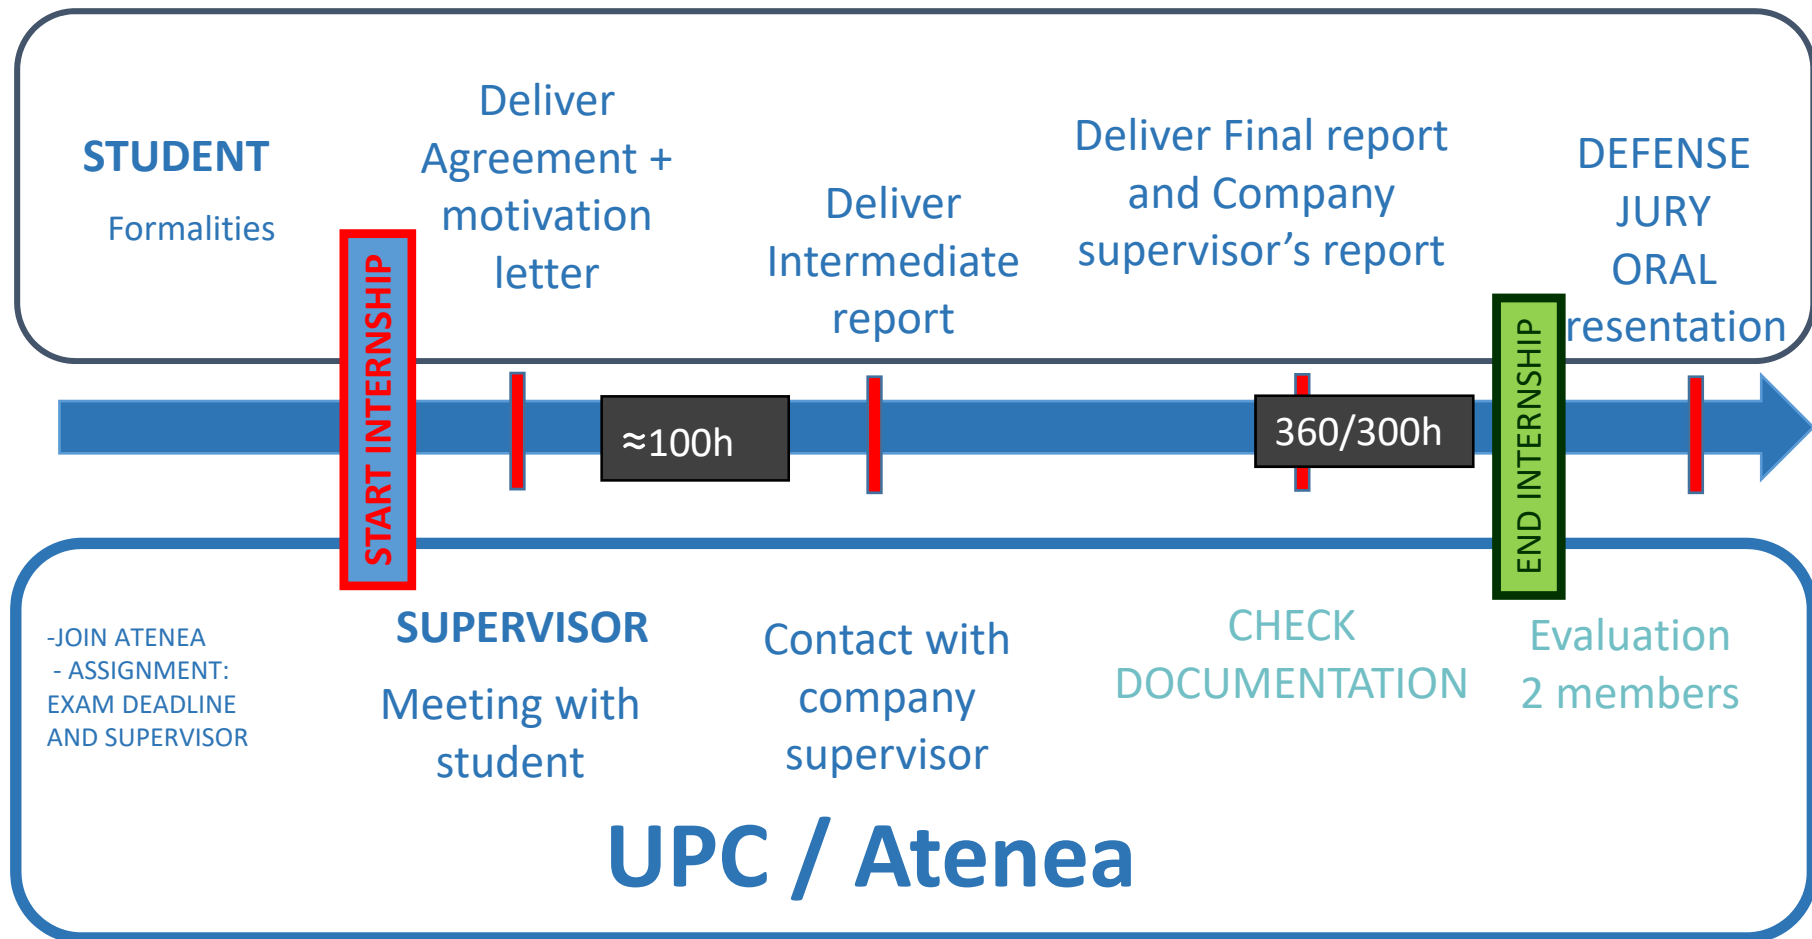 STUDENT
Formalities
START INTERNSHIP
Deliver
Agreement +
motivation
letter
Deliver
Intermediate
report
Deliver Final report
and Company
supervisor’s report
DEFENSE
JURY
ORAL
resentation
≈100h
360/300h
END INTERNSHIP
-JOIN ATENEA
- ASSIGNMENT:
EXAM DEADLINE
AND SUPERVISOR
SUPERVISOR
Meeting with
student
Contact with
company
supervisor
CHECK
DOCUMENTATION
Evaluation
2 members
UPC / Atenea